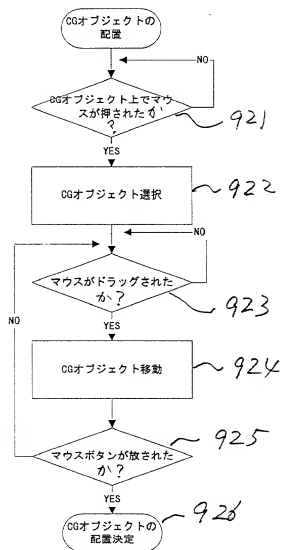 CGオブジェクトの
配置
NO
CGオブジェクト上でマウ
スが押されたか
?
921
YES
CGオブジェクト選択
922
NO
マウスがドラッグされた
か?
923
NO
YES
CGオブジェクト移動
924
マウスボタンが放された
か?
925
YES
CGオブジェクトの
配置決定
926